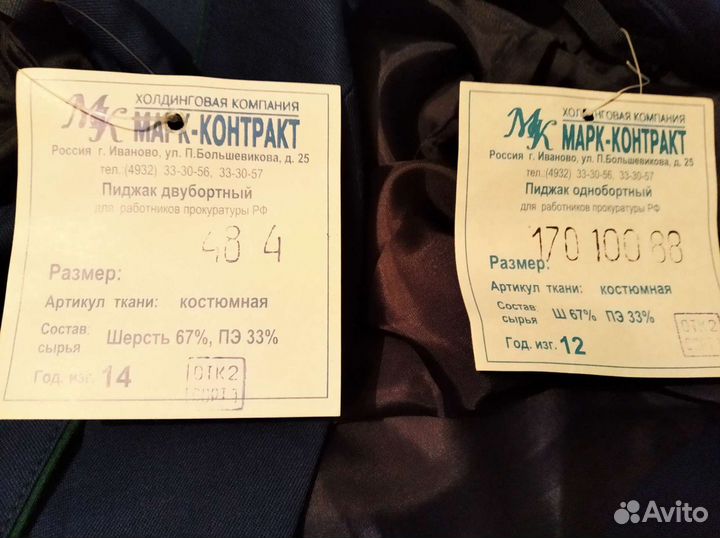 МК ХОЛДИНГОВАЯ КОМПАНИЯ
МАРК-КОНТРАКТ
Россия г. Иваново, ул. П.Большевикова, д. 25
тел..(4932) 33-30-56, 33-30-57
Пиджак двубортный
для работников прокуратуры РФ
48 4
Размер:
Артикул ткани: костюмная
Состав: сырья Шерсть 67%, ПЭ 33%
Год. изг. 14
ОТК2
МК ХОЛДИНГОВАЯ КОМПАНИЯ
МАРК-КОНТРАКТ
Россия г. Иваново, ул. П.Большевикова, д. 25
тел..(4932) 33-30-56, 33-30-57
Пиджак однобортный
для работников прокуратуры РФ
170 100 88
Размер:
Артикул ткани: костюмная
Состав: сырья Ш 67% ПЭ 33%
Год. изг. 12
ОТК2
Avito